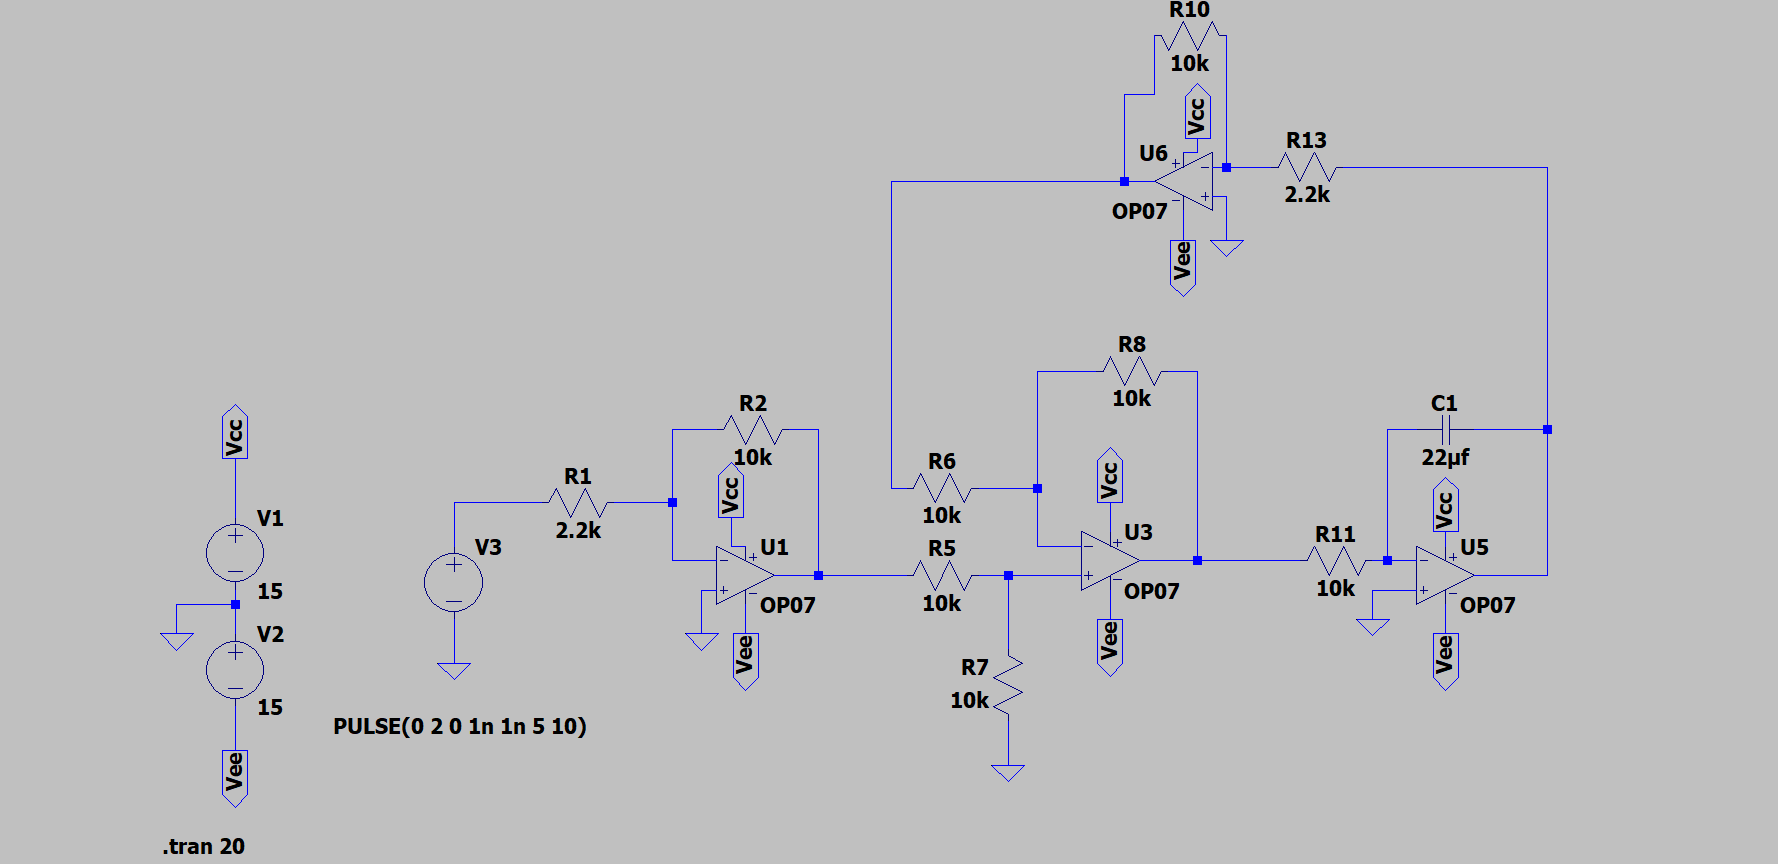 R10
10k
Vcc
U6
OP07
Vee
R13
2.2k
R8
10k
C1
22µf
Vcc
R2
10k
Vcc
R1
2.2k
V3
U1
OP07
Vee
R6
10k
R5
10k
Vcc
U3
OP07
Vee
R7
10k
R11
10k
Vcc
U5
OP07
Vee
V1
15
V2
15
Vee
PULSE(0 2 0 1n 1n 5 10)
.tran 20